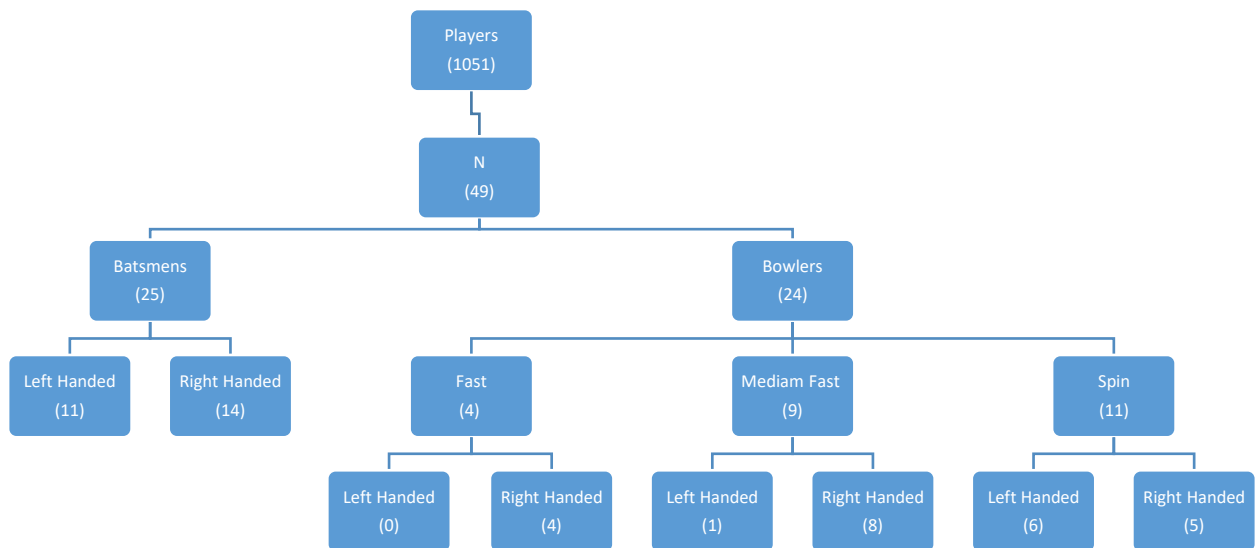 Players
(1051)
N
(49)
Batsmens
(25)
Bowlers
(24)
Left Handed
(11)
Right Handed
(14)
Fast
(4)
Mediam Fast
(9)
Spin
(11)
Left Handed
(0)
Right Handed
(4)
Left Handed
(1)
Right Handed
(8)
Left Handed
(6)
Right Handed
(5)